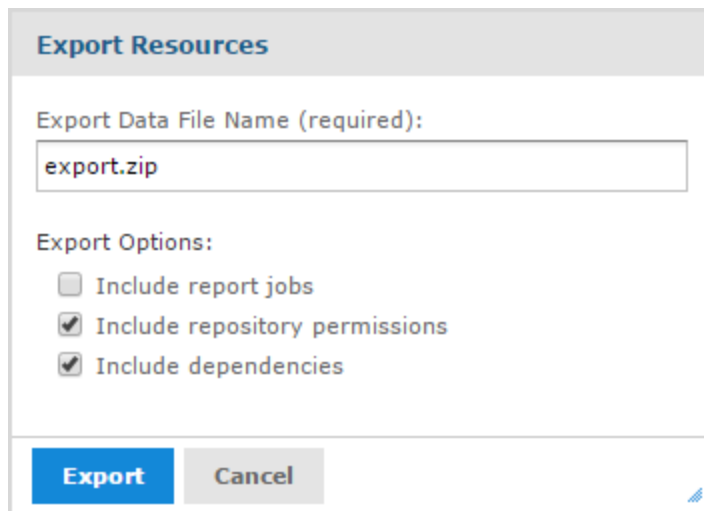 Export Resources
Export Data File Name (required):
export.zip
Export Options:
Include report jobs
Include repository permissions
Include dependencies
Export Cancel